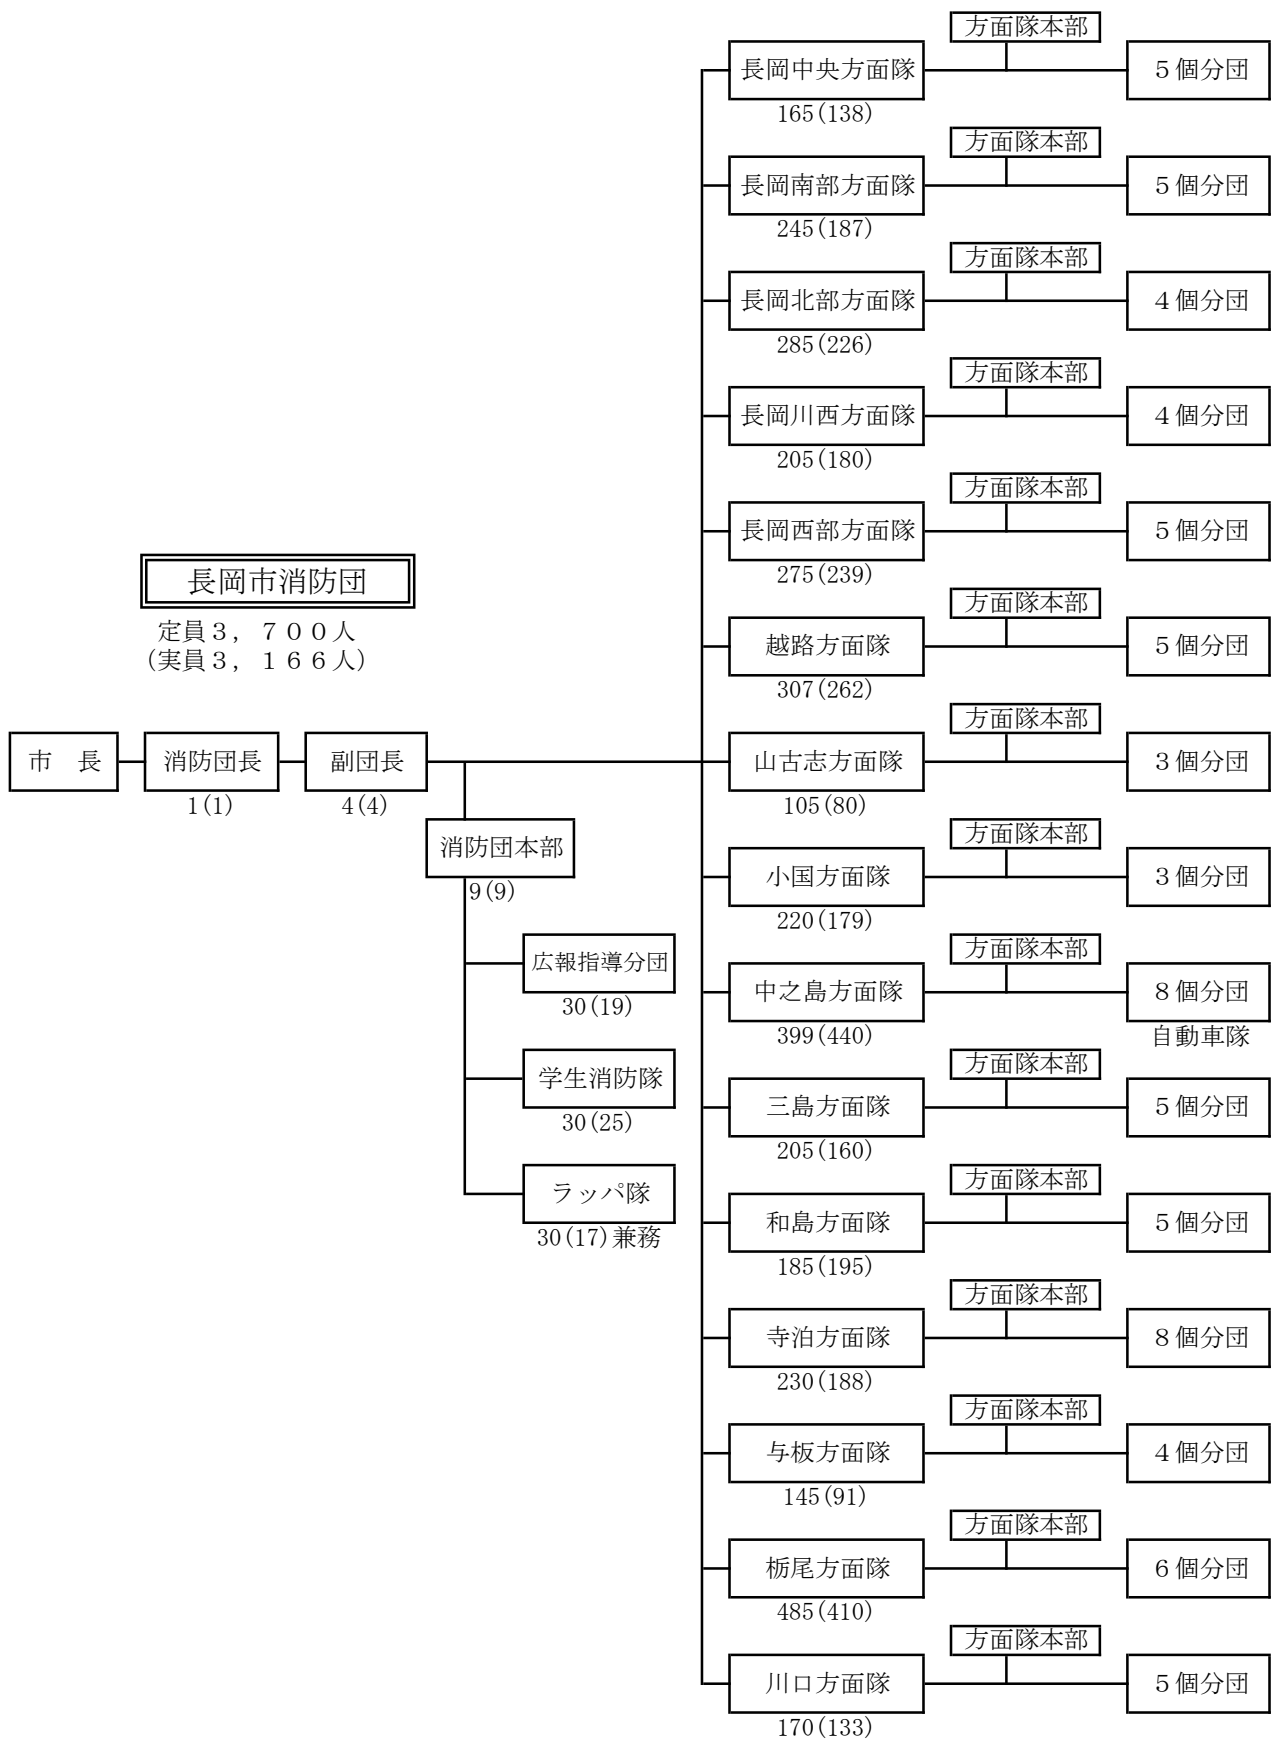 長岡市消防団
定員３，７００人
（実員３，１６６人）
市　長
消防団長
1(1)
副団長
4(4)
消防団本部
9(9)
広報指導分団
30(19)
学生消防隊
30(25)
ラッパ隊
30(17)兼務
方面隊本部
長岡中央方面隊
５個分団
165(138)
方面隊本部
長岡南部方面隊
５個分団
245(187)
方面隊本部
長岡北部方面隊
４個分団
285(226)
方面隊本部
長岡川西方面隊
４個分団
205(180)
方面隊本部
長岡西部方面隊
５個分団
275(239)
方面隊本部
越路方面隊
５個分団
307(262)
方面隊本部
山古志方面隊
３個分団
105(80)
方面隊本部
小国方面隊
３個分団
220(179)
方面隊本部
中之島方面隊
８個分団
399(440)
自動車隊
方面隊本部
三島方面隊
５個分団
205(160)
方面隊本部
和島方面隊
５個分団
185(195)
方面隊本部
寺泊方面隊
８個分団
230(188)
方面隊本部
与板方面隊
４個分団
145(91)
方面隊本部
栃尾方面隊
６個分団
485(410)
方面隊本部
川口方面隊
５個分団
170(133)